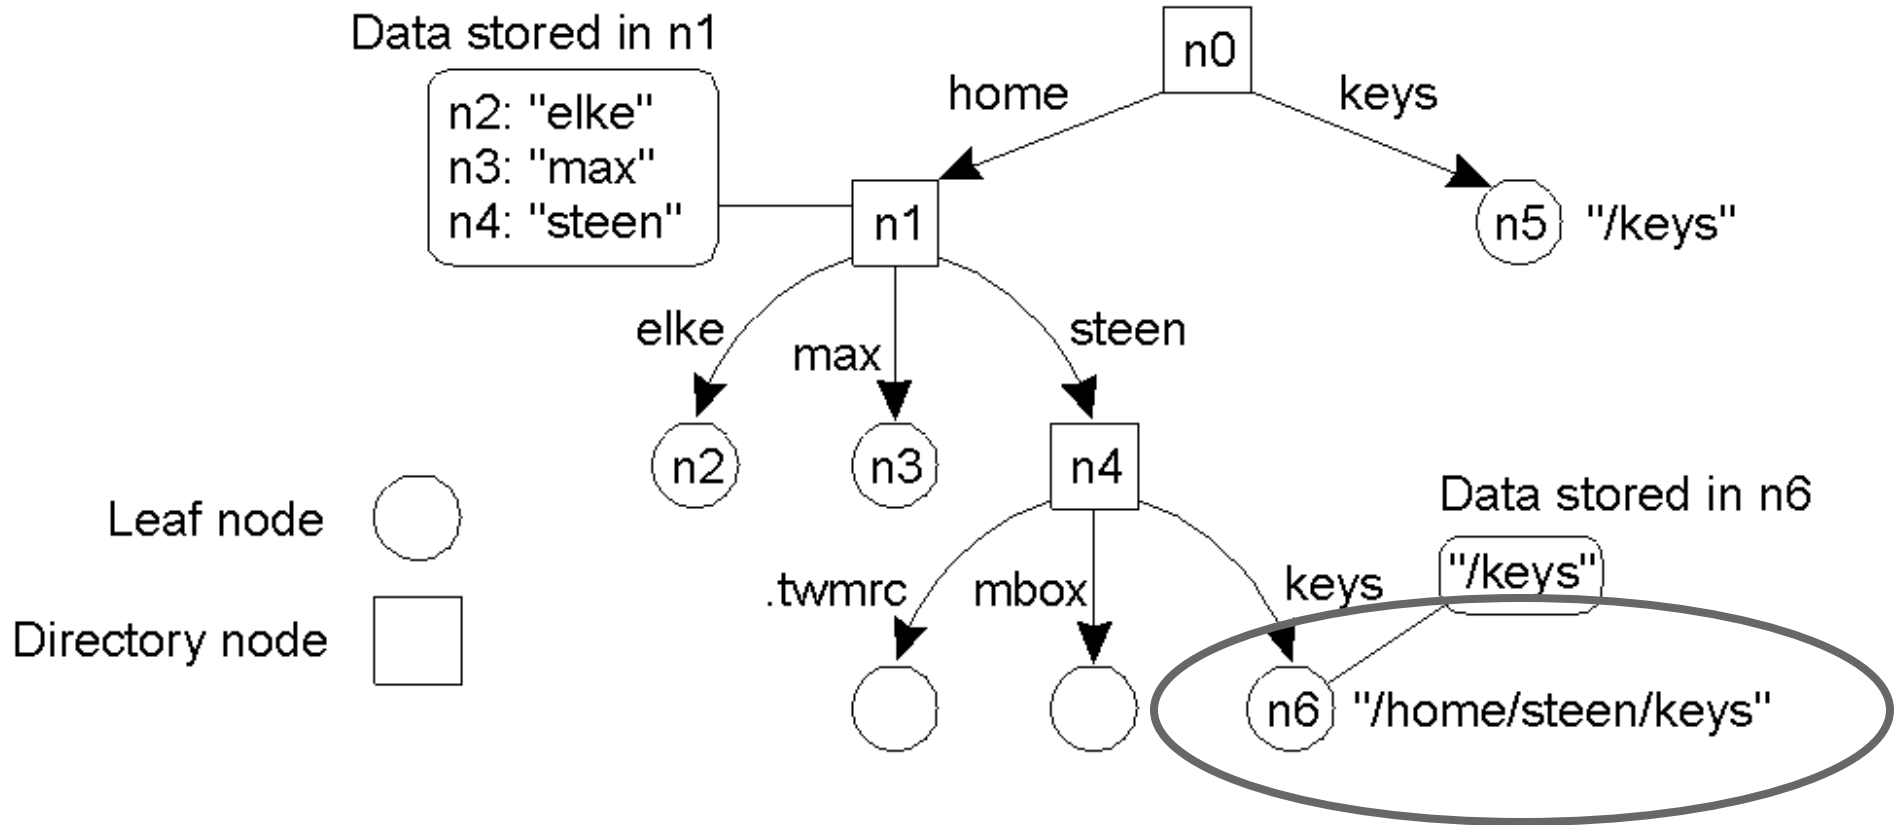 Data stored in n1
n0
home
keys
n2: "elke"
n3: "max"
n4: "steen"
n1
n5 "/keys"
elke
max
steen
n2
n3
n4
Data stored in n6
Leaf node
"/keys"
.twmrc
mbox
keys
Directory node
n6 "/home/steen/keys"